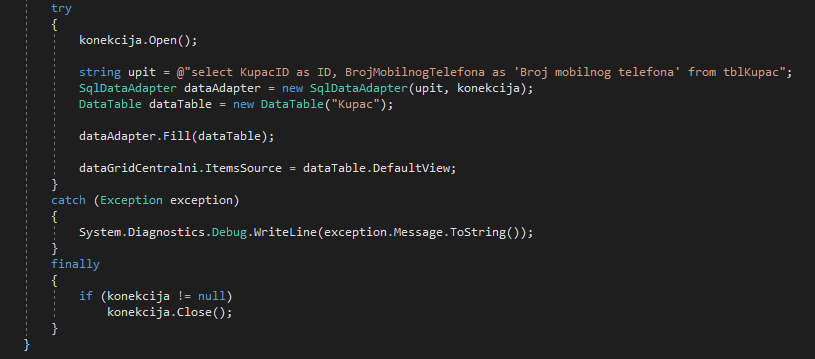 try
{
konekcija.Open();
string upit = @"select KupacID as ID, BrojMobilnogTelefona as 'Broj mobilnog telefona' from tblKupac";
SqlDataAdapter dataAdapter = new SqlDataAdapter(upit, konekcija);
DataTable dataTable = new DataTable("Kupac");
dataAdapter.Fill(dataTable);
dataGridCentralni.ItemsSource = dataTable.DefaultView;
}
catch (Exception exception)
{
System.Diagnostics.Debug.WriteLine(exception.Message.ToString());
}
finally
{
if (konekcija != null)
konekcija.Close();
}
}